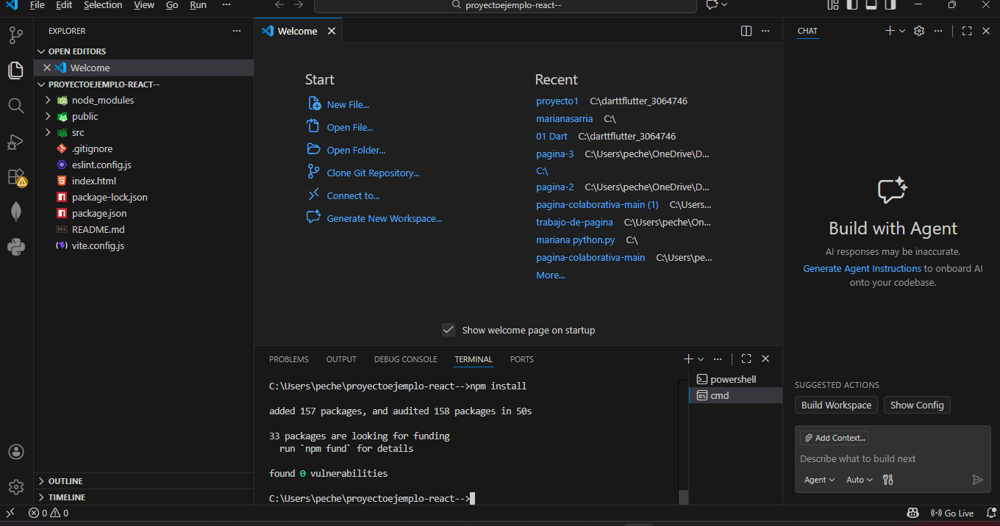 File Edit Selection View Go Run ···
proyectoejemplo-react--
EXPLORER ···
OPEN EDITORS
Welcome
PROYECTOEJEMPLO-REACT--
node_modules
public
src
.gitignore
eslint.config.js
index.html
package-lock.json
package.json
README.md
vite.config.js
OUTLINE
TIMELINE
Welcome
Start
New File...
Open File...
Open Folder...
Clone Git Repository...
Connect to...
Generate New Workspace...
Recent
proyecto1 C:\darttflutter_3064746
marianasarria C:\
01 Dart C:\darttflutter_3064746
pagina-3 C:\Users\peche\OneDrive\D...
C:\
pagina-2 C:\Users\peche\OneDrive\D...
pagina-colaborativa-main (1) C:\Users...
trabajo-de-pagina C:\Users\peche\On...
mariana python.py C:\
pagina-colaborativa-main C:\Users\pe...
More...
Show welcome page on startup
PROBLEMS OUTPUT DEBUG CONSOLE TERMINAL PORTS
C:\Users\peche\proyectoejemplo-react-->npm install
added 157 packages, and audited 158 packages in 50s
33 packages are looking for funding
run `npm fund` for details
found 0 vulnerabilities
C:\Users\peche\proyectoejemplo-react-->
powershell
cmd
CHAT
Build with Agent
AI responses may be inaccurate.
Generate Agent Instructions to onboard AI
onto your codebase.
SUGGESTED ACTIONS
Build Workspace Show Config
Add Context...
Describe what to build next
Agent Auto
0 0
Go Live